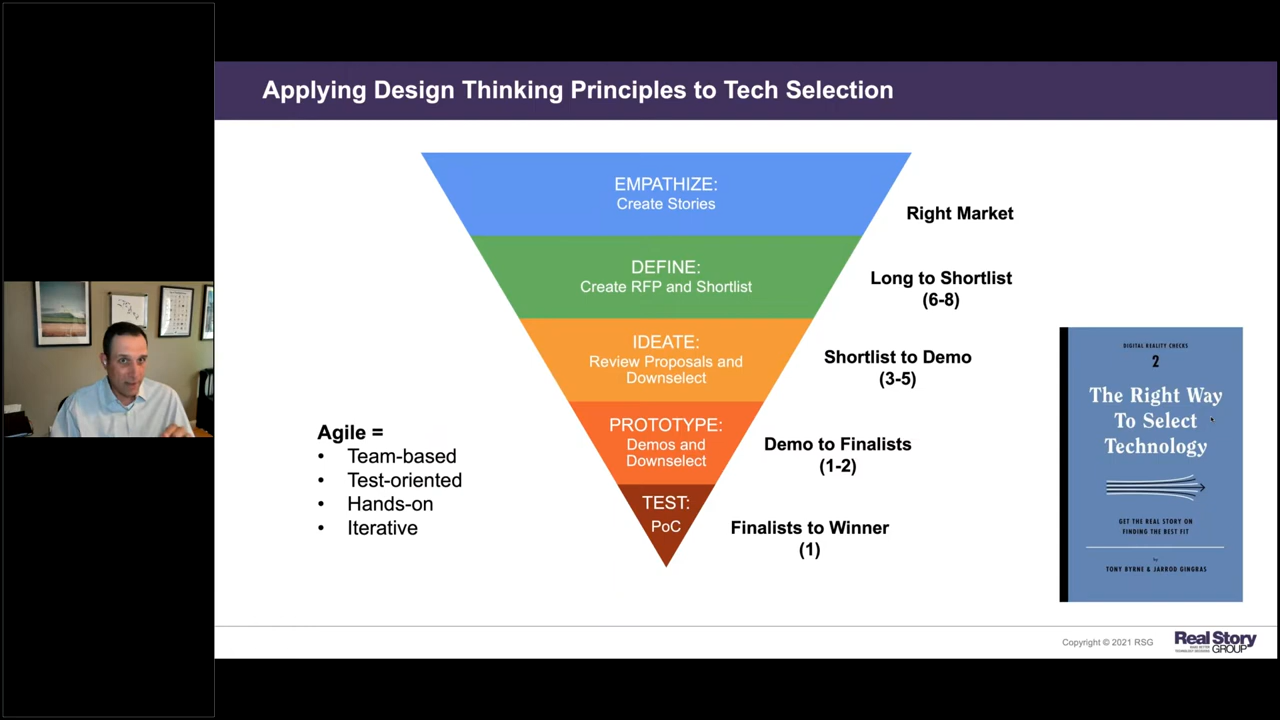 Applying Design Thinking Principles to Tech Selection
EMPATHIZE:
Create Stories
Right Market
DEFINE:
Create RFP and Shortlist
Long to Shortlist
(6-8)
IDEATE:
Review Proposals and
Downselect
Shortlist to Demo
(3-5)
PROTOTYPE:
Demos and
Downselect
Demo to Finalists
(1-2)
TEST:
PoC
Finalists to Winner
(1)
Agile =
• Team-based
• Test-oriented
• Hands-on
• Iterative
DIGITAL REALITY CHECKS
2
The Right Way
To Select
Technology
GET THE REAL STORY ON
FINDING THE BEST FIT
by
TONY BYRNE & JARROD GINGRAS
Copyright © 2021 RSG
Real Story
GROUP